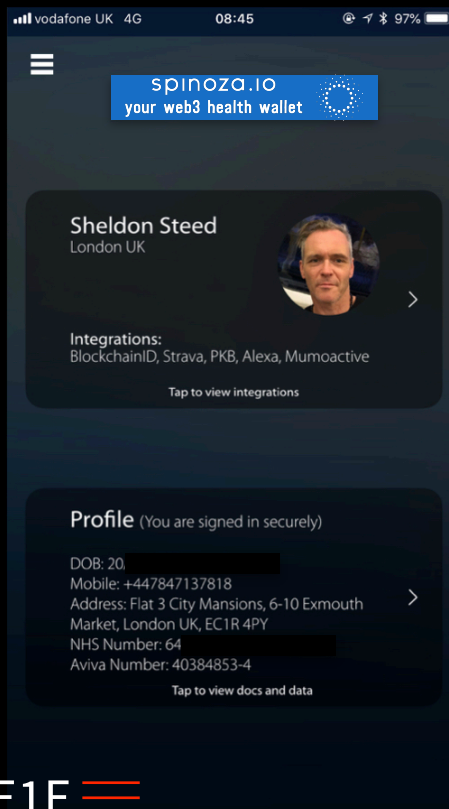 vodafone UK 4G 08:45 97%
spinoza.io
your web3 health wallet
Sheldon Steed
London UK
Integrations:
BlockchainID, Strava, PKB, Alexa, Mumoactive
Tap to view integrations
Profile (You are signed in securely)
DOB: 20/
Mobile: +447847137818
Address: Flat 3 City Mansions, 6-10 Exmouth
Market, London UK, EC1R 4PY
NHS Number: 64
Aviva Number: 40384853-4
Tap to view docs and data